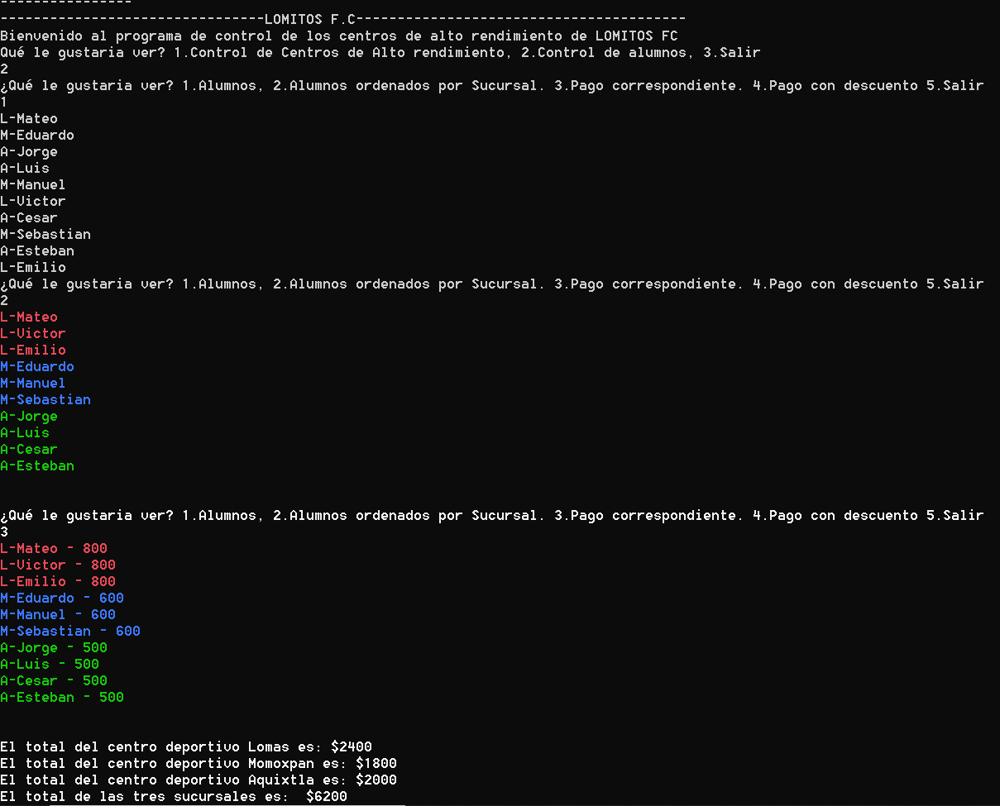 ----------------
--------------------------------LOMITOS F.C----------------------------------------
Bienvenido al programa de control de los centros de alto rendimiento de LOMITOS FC
Qué le gustaria ver? 1.Control de Centros de Alto rendimiento, 2.Control de alumnos, 3.Salir
2
¿Qué le gustaria ver? 1.Alumnos, 2.Alumnos ordenados por Sucursal. 3.Pago correspondiente. 4.Pago con descuento 5.Salir
1
L-Mateo
M-Eduardo
A-Jorge
A-Luis
M-Manuel
L-Victor
A-Cesar
M-Sebastian
A-Esteban
L-Emilio
¿Qué le gustaria ver? 1.Alumnos, 2.Alumnos ordenados por Sucursal. 3.Pago correspondiente. 4.Pago con descuento 5.Salir
2
L-Mateo
L-Victor
L-Emilio
M-Eduardo
M-Manuel
M-Sebastian
A-Jorge
A-Luis
A-Cesar
A-Esteban
¿Qué le gustaria ver? 1.Alumnos, 2.Alumnos ordenados por Sucursal. 3.Pago correspondiente. 4.Pago con descuento 5.Salir
3
L-Mateo - 800
L-Victor - 800
L-Emilio - 800
M-Eduardo - 600
M-Manuel - 600
M-Sebastian - 600
A-Jorge - 500
A-Luis - 500
A-Cesar - 500
A-Esteban - 500
El total del centro deportivo Lomas es: $2400
El total del centro deportivo Momoxpan es: $1800
El total del centro deportivo Aquixtla es: $2000
El total de las tres sucursales es:  $6200